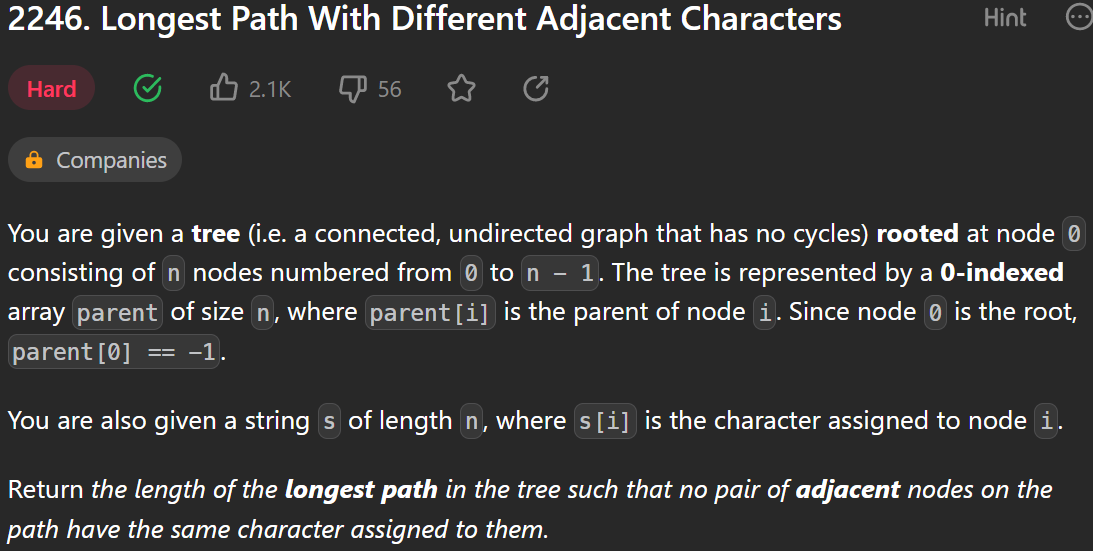 2246. Longest Path With Different Adjacent Characters
Hint
Hard
2.1K
56
Companies
You are given a tree (i.e. a connected, undirected graph that has no cycles) rooted at node 0
consisting of n nodes numbered from 0 to n - 1. The tree is represented by a 0-indexed
array parent of size n, where parent[i] is the parent of node i. Since node 0 is the root,
parent[0] == -1.
You are also given a string s of length n, where s[i] is the character assigned to node i.
Return the length of the longest path in the tree such that no pair of adjacent nodes on the
path have the same character assigned to them.